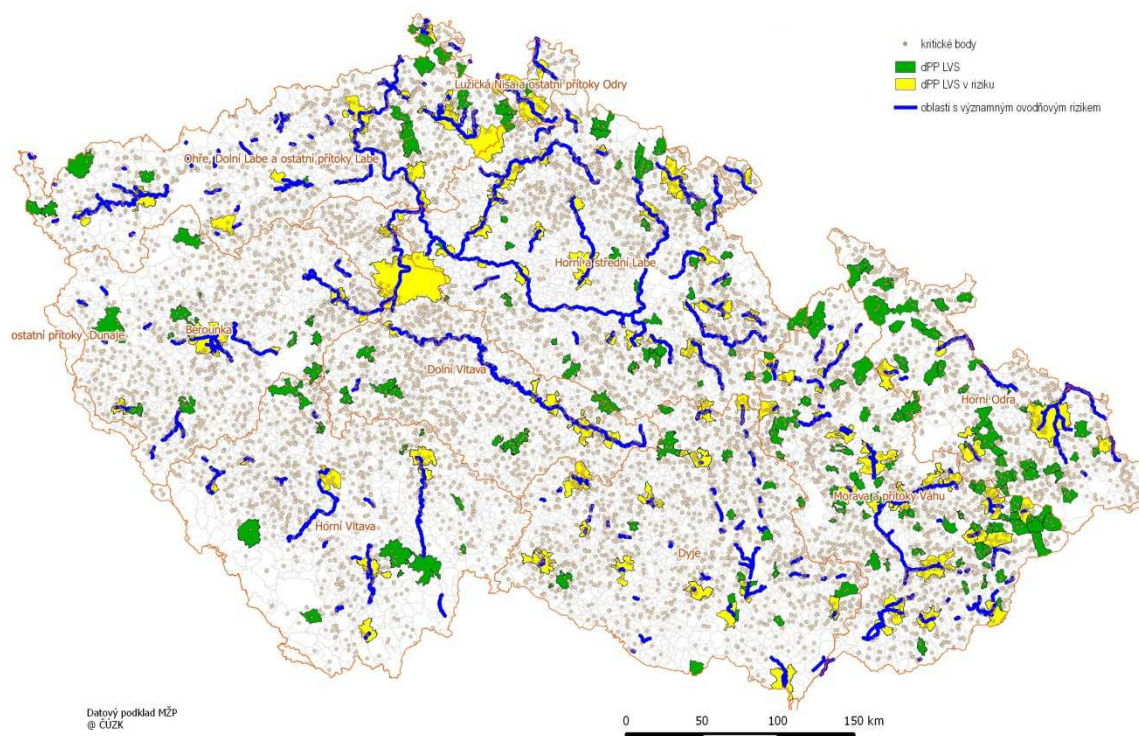 kritické body
dPP LVS
dPP LVS v riziku
oblasti s významným ovodňovým rizikem
Lužická Nisa a ostatní přítoky Odry
Ohře, Dolní Labe a ostatní přítoky Labe
Horní a střední Labe
ostatní přítoky Dunaje
Berounka
Dolní Vltava
Horní Odra
Morava a přítoky Váhu
Horní Vltava
Dyje
Datový podklad MŽP
@ ČÚZK
0 50 100 150 km